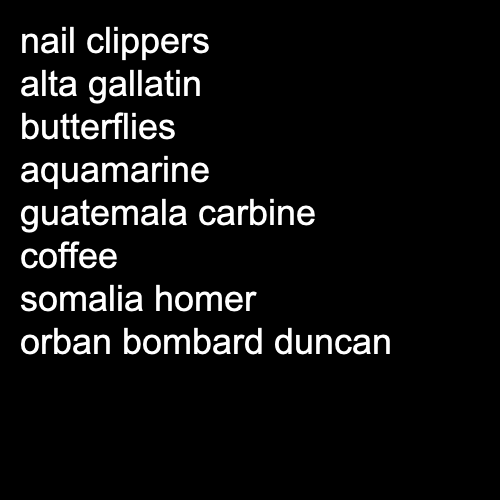 nail clippers
alta gallatin
butterflies
aquamarine
guatemala carbine
coffee
somalia homer
orban bombard duncan